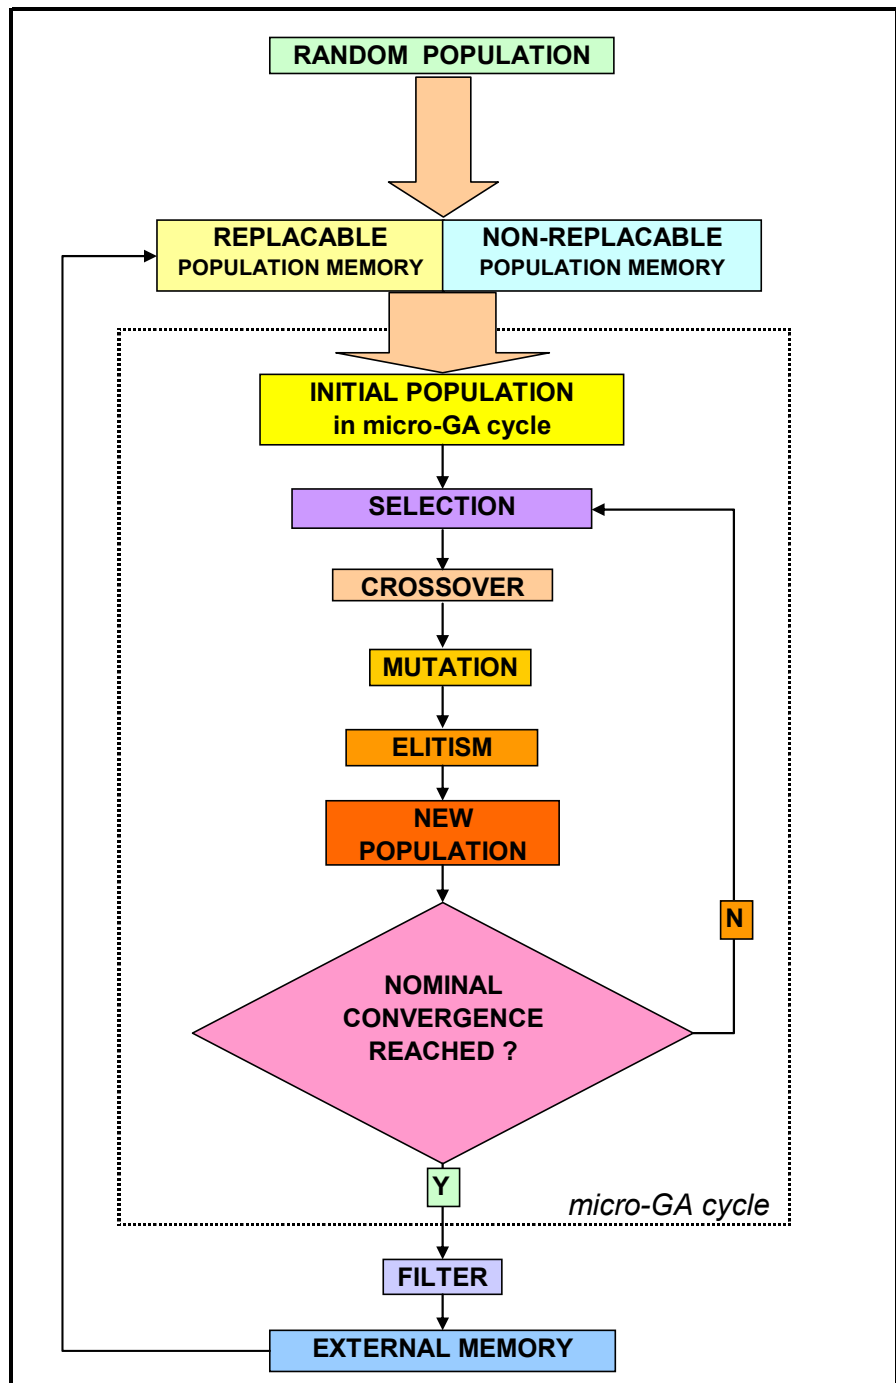 RANDOM POPULATION
REPLACABLE
POPULATION MEMORY
NON-REPLACABLE
POPULATION MEMORY
INITIAL POPULATION
in micro-GA cycle
SELECTION
CROSSOVER
MUTATION
ELITISM
NEW
POPULATION
N
NOMINAL
CONVERGENCE
REACHED ?
Y
micro-GA cycle
FILTER
EXTERNAL MEMORY